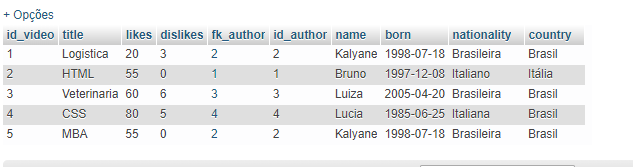 + Opções
id_video title likes dislikes fk_author id_author name born nationality country
1 Logistica 20 3 2 2 Kalyane 1998-07-18 Brasileira Brasil
2 HTML 55 0 1 1 Bruno 1997-12-08 Italiano Itália
3 Veterinaria 60 6 3 3 Luiza 2005-04-20 Brasileira Brasil
4 CSS 80 5 4 4 Lucia 1985-06-25 Italiana Brasil
5 MBA 55 0 2 2 Kalyane 1998-07-18 Brasileira Brasil